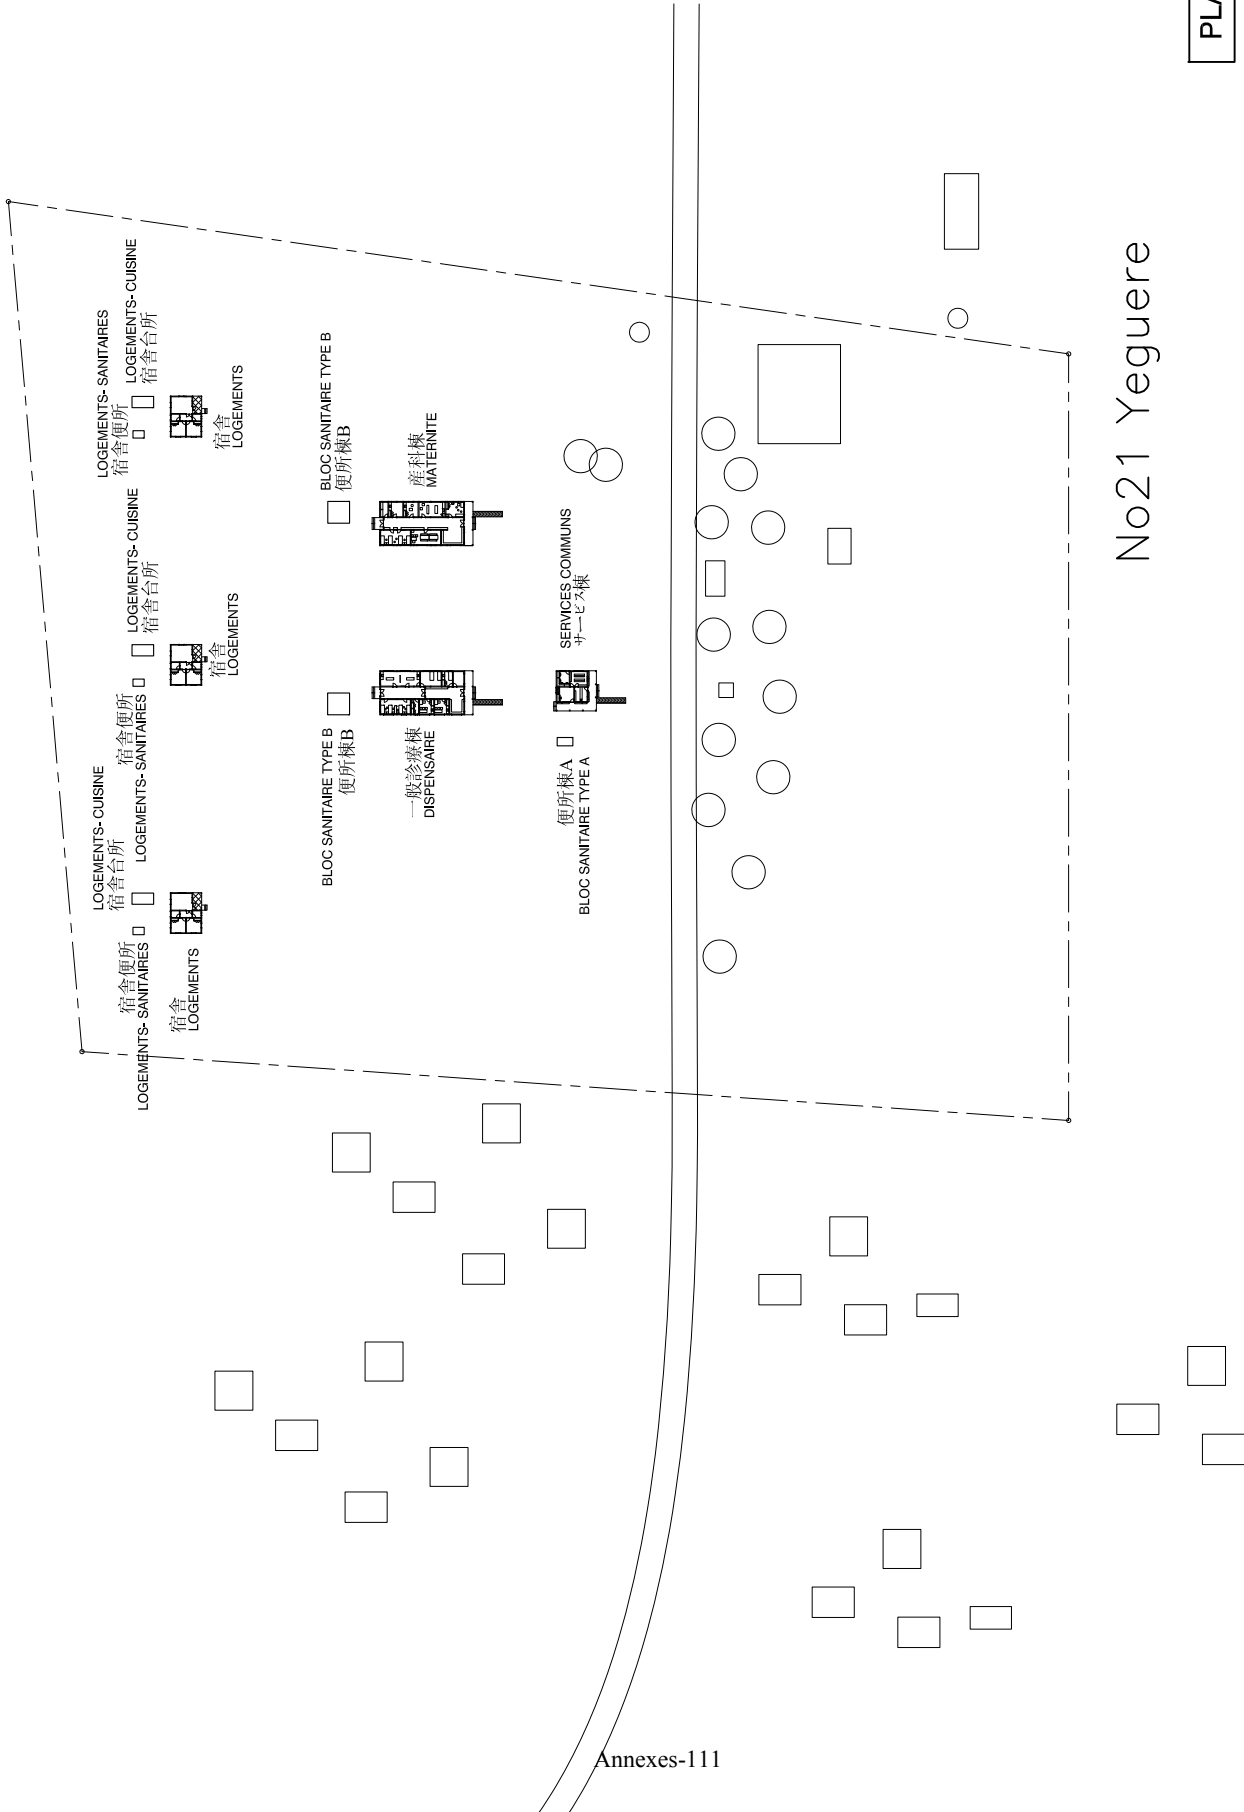 PLA
No21 Yeguere
LOGEMENTS- SANITAIRES
宿舎便所
LOGEMENTS- CUISINE
宿舎台所
宿舎
LOGEMENTS
LOGEMENTS- CUISINE
宿舎台所
宿舎便所
LOGEMENTS- SANITAIRES
宿舎
LOGEMENTS
LOGEMENTS- CUISINE
宿舎台所
宿舎便所
LOGEMENTS- SANITAIRES
宿舎
LOGEMENTS
BLOC SANITAIRE TYPE B
便所棟B
産科棟
MATERNITE
BLOC SANITAIRE TYPE B
便所棟B
一般診療棟
DISPENSAIRE
SERVICES COMMUNS
サービス棟
便所棟A
BLOC SANITAIRE TYPE A
Annexes-111